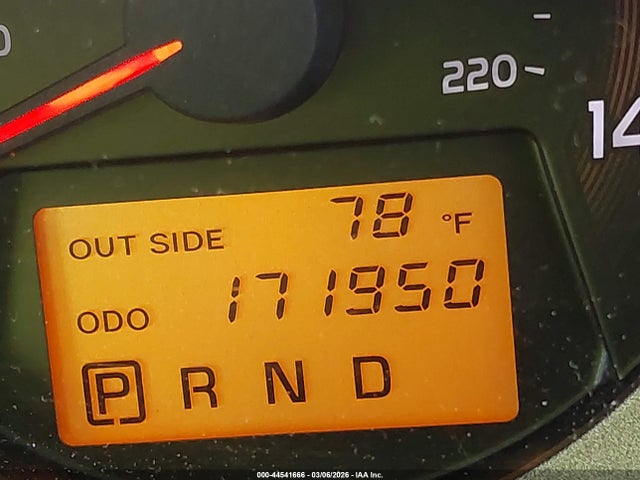 220
14
OUT SIDE 78 °F
ODO 171950
P R N D
000-44541666 - 03/06/2026 - IAA Inc.